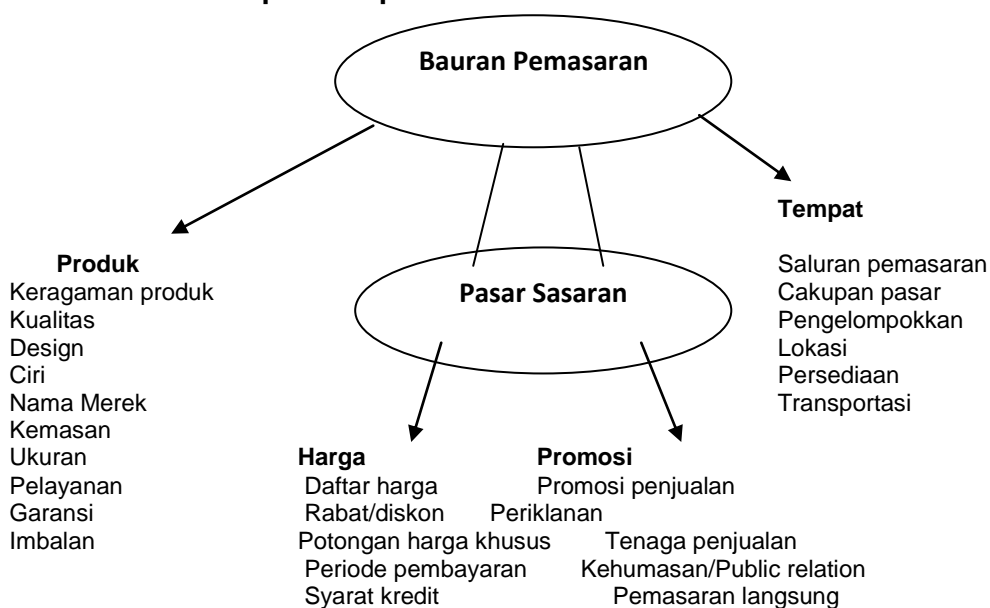 Bauran Pemasaran
Tempat
Produk
Keragaman produk
Kualitas
Design
Ciri
Nama Merek
Kemasan
Ukuran
Pelayanan
Garansi
Imbalan
Pasar Sasaran
Saluran pemasaran
Cakupan pasar
Pengelompokkan
Lokasi
Persediaan
Transportasi
Harga
Daftar harga
Rabat/diskon
Potongan harga khusus
Periode pembayaran
Syarat kredit
Promosi
Promosi penjualan
Periklanan
Tenaga penjualan
Kehumasan/Public relation
Pemasaran langsung